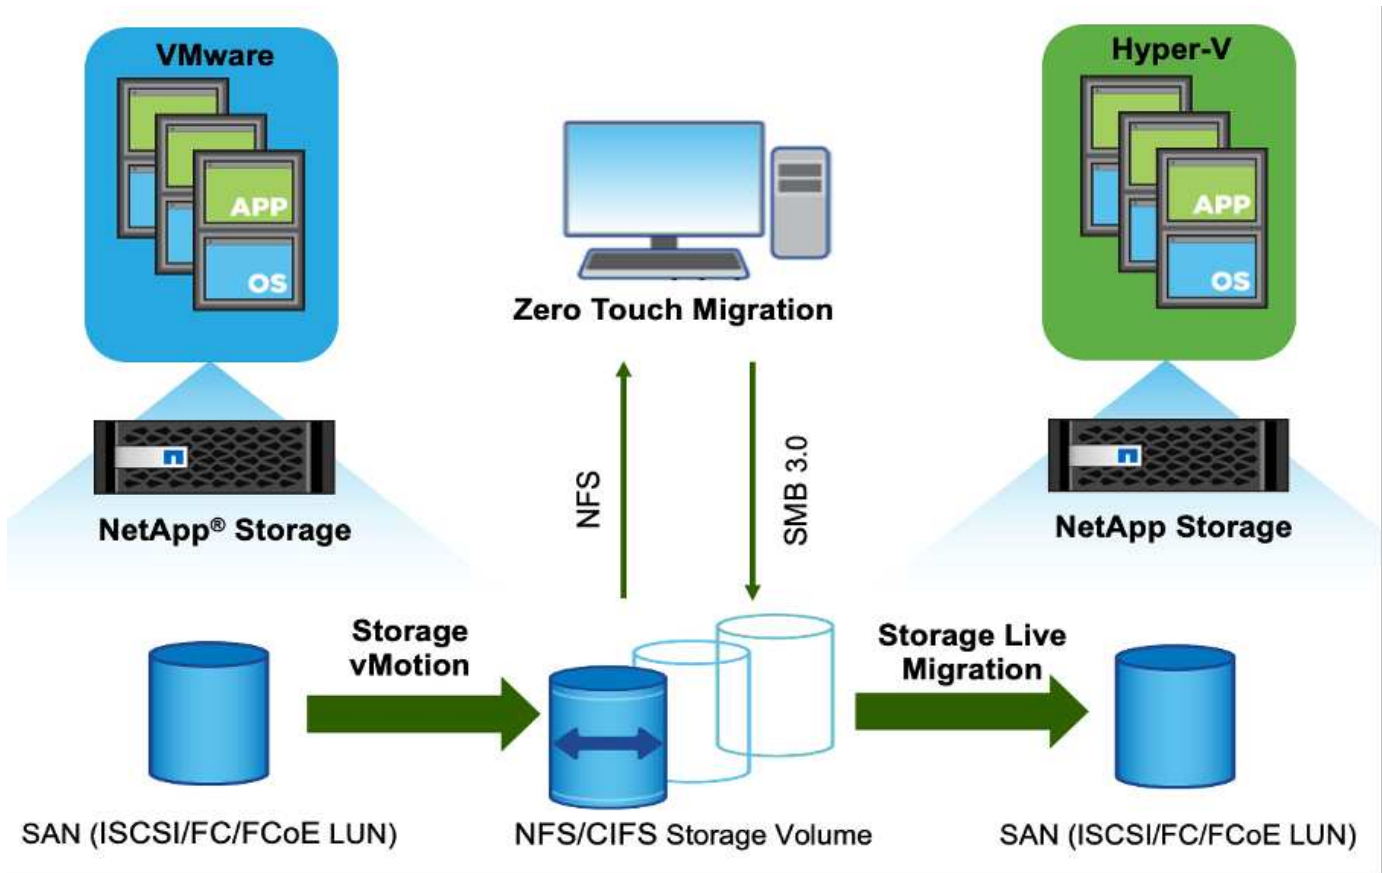 VMware
APP
OS
NetApp® Storage
Zero Touch Migration
NFS
SMB 3.0
Hyper-V
APP
OS
NetApp Storage
Storage
vMotion
Storage Live
Migration
SAN (ISCSI/FC/FCoE LUN)
NFS/CIFS Storage Volume
SAN (ISCSI/FC/FCoE LUN)